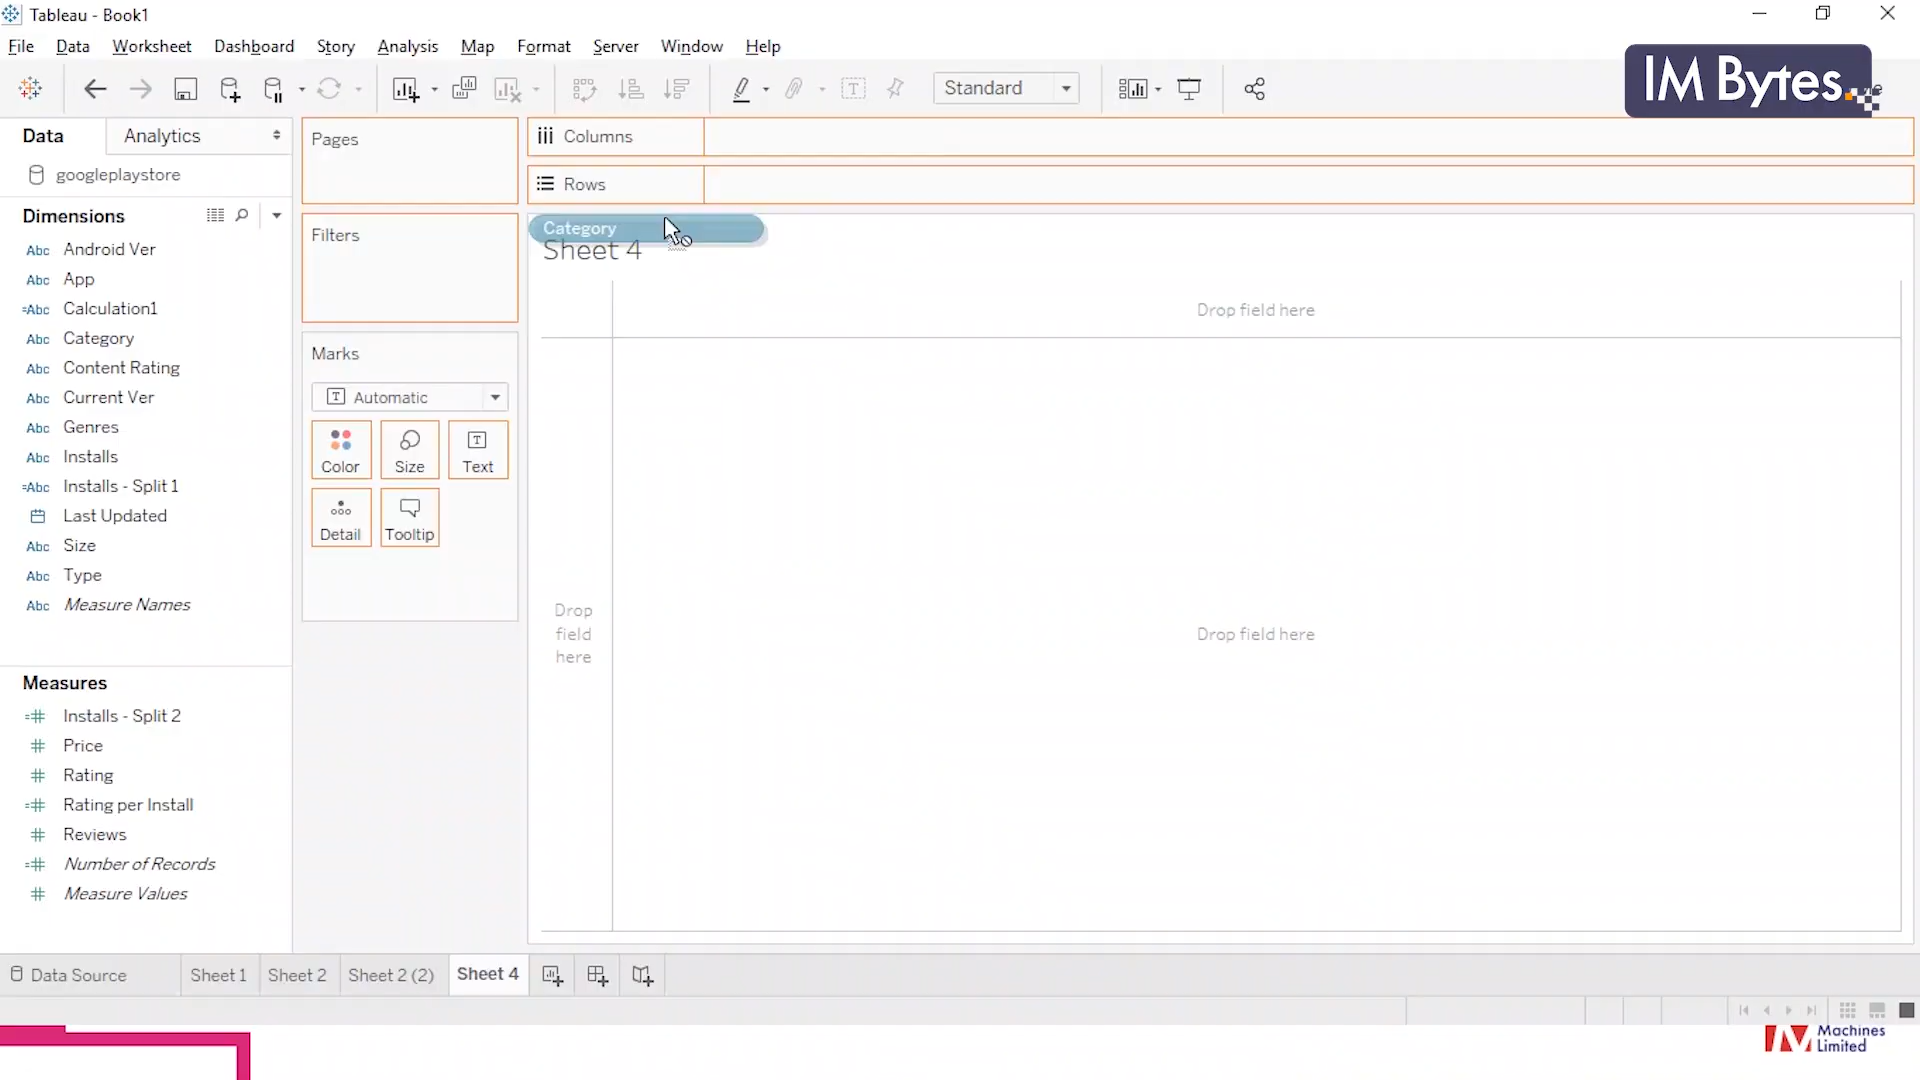 Tableau - Book1
File Data Worksheet Dashboard Story Analysis Map Format Server Window Help
Standard
IM Bytes.
Data Analytics
googleplaystore
Dimensions
Abc Android Ver
Abc App
=Abc Calculation1
Abc Category
Abc Content Rating
Abc Current Ver
Abc Genres
Abc Installs
=Abc Installs - Split 1
Last Updated
Abc Size
Abc Type
Abc Measure Names
Measures
=# Installs - Split 2
# Price
# Rating
=# Rating per Install
# Reviews
=# Number of Records
# Measure Values
Pages
Filters
Marks
T Automatic
Color Size T Text
Detail Tooltip
Columns
Rows
Category
Sheet 4
Drop field here
Drop
field
here
Drop field here
Data Source Sheet 1 Sheet 2 Sheet 2 (2) Sheet 4
Machines
Limited